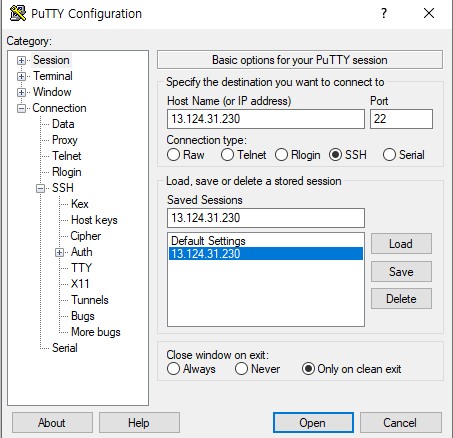 PuTTY Configuration
Category:
Session
Terminal
Window
Connection
Data
Proxy
Telnet
Rlogin
SSH
Kex
Host keys
Cipher
Auth
TTY
X11
Tunnels
Bugs
More bugs
Serial
Basic options for your PuTTY session
Specify the destination you want to connect to
Host Name (or IP address) Port
13.124.31.230 22
Connection type:
Raw Telnet Rlogin SSH Serial
Load, save or delete a stored session
Saved Sessions
13.124.31.230
Default Settings
13.124.31.230
Load
Save
Delete
Close window on exit:
Always Never Only on clean exit
About Help Open Cancel